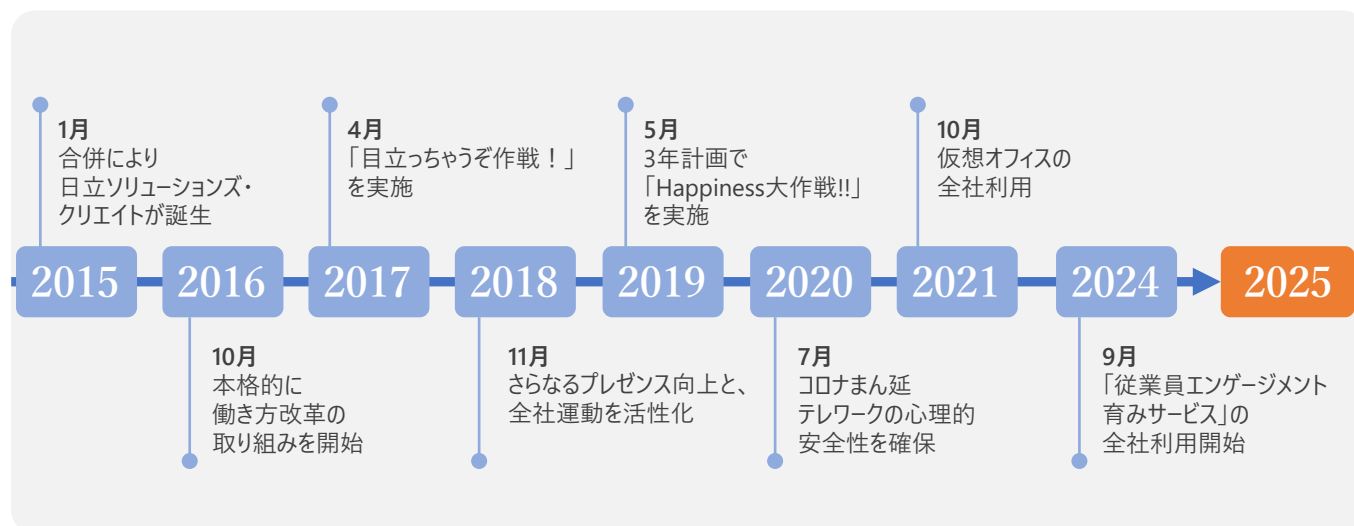 1月
合併により
日立ソリューションズ・
クリエイトが誕生
4月
「目立っちゃうぞ作戦！」
を実施
5月
3年計画で
「Happiness大作戦!!」
を実施
10月
仮想オフィスの
全社利用
2015
2016
2017
2018
2019
2020
2021
2024
2025
10月
本格的に
働き方改革の
取り組みを開始
11月
さらなるプレゼンス向上と、
全社運動を活性化
7月
コロナまん延
テレワークの心理的
安全性を確保
9月
「従業員エンゲージメント
育みサービス」の
全社利用開始